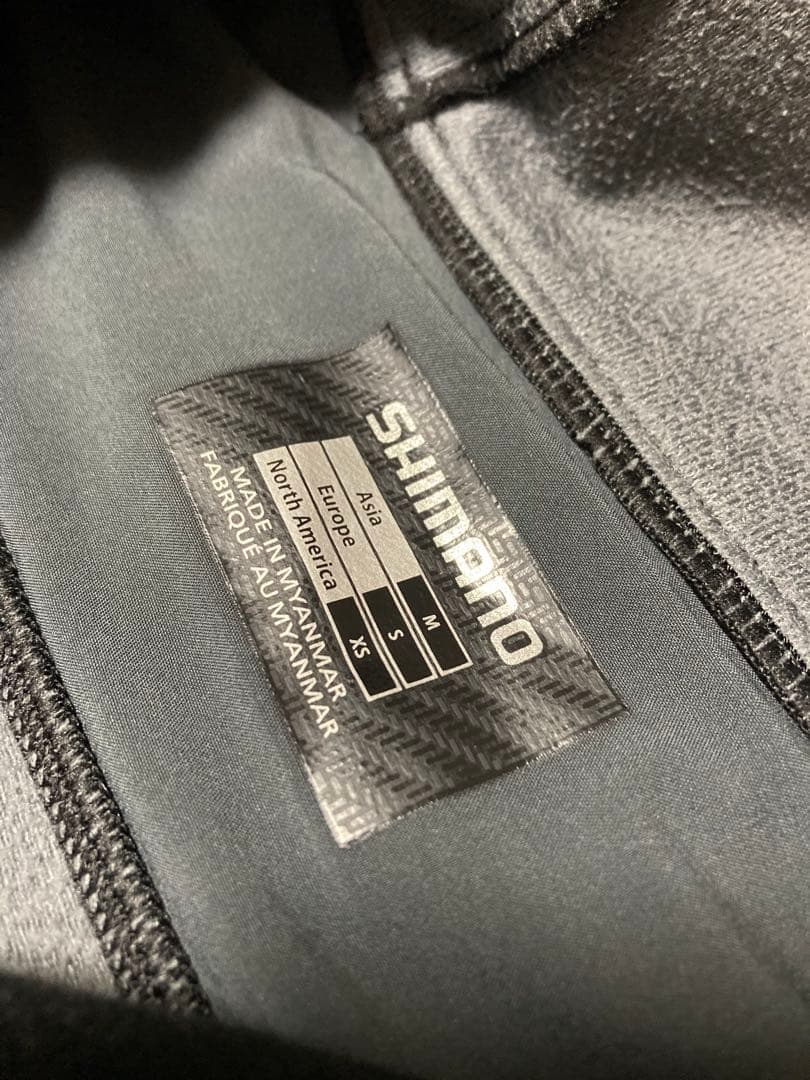 SHIMANO
Asia M
Europe S
North America XS
MADE IN MYANMAR
FABRIQUÉ AU MYANMAR